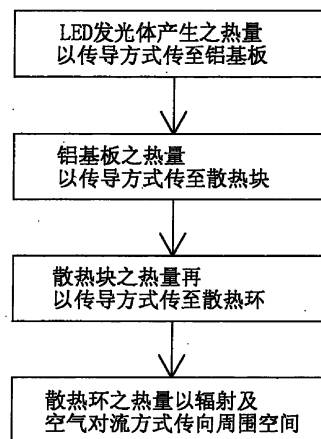 LED发光体产生之热量
以传导方式传至铝基板
铝基板之热量
以传导方式传至散热块
散热块之热量再
以传导方式传至散热环
散热环之热量以辐射及
空气对流方式传向周围空间